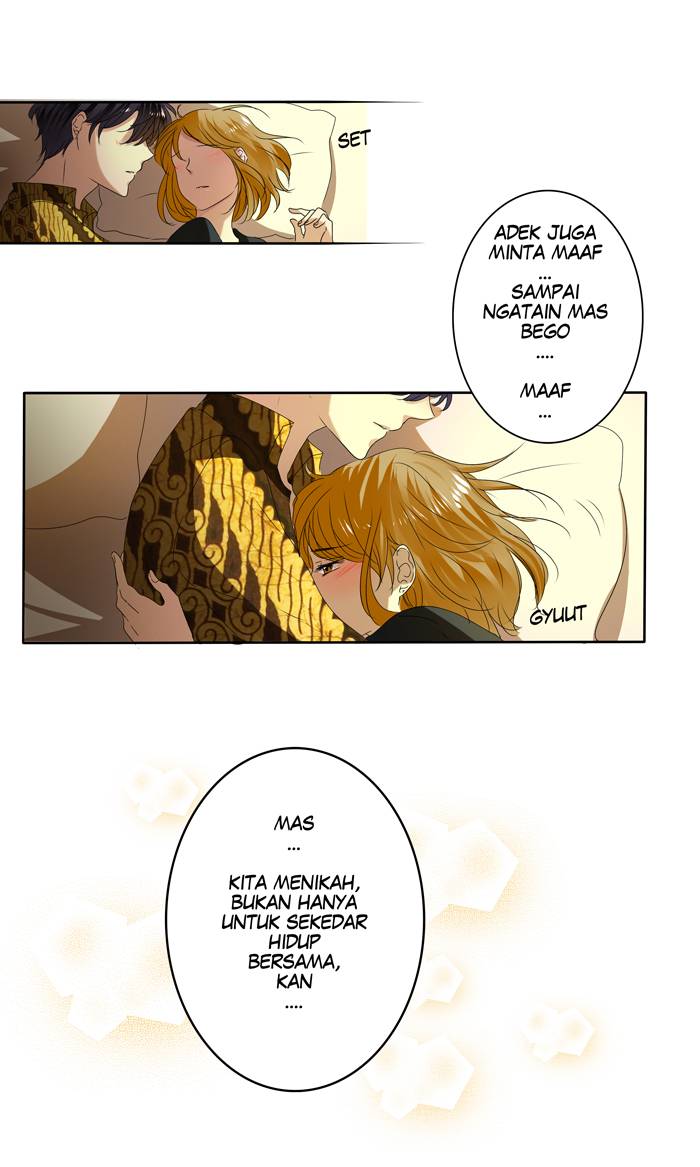 SET
ADEK JUGA
MINTA MAAF
...
SAMPAI
NGATAIN MAS
BEGO
....
MAAF
...
GYUUT
MAS
...
KITA MENIKAH,
BUKAN HANYA
UNTUK SEKEDAR
HIDUP
BERSAMA,
KAN
....